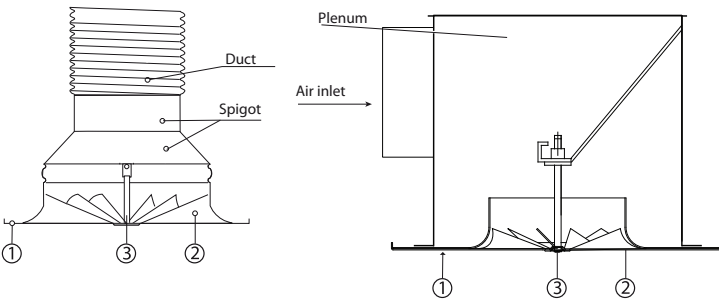 Duct
Spigot
①
③
②
Plenum
Air inlet
①
③
②